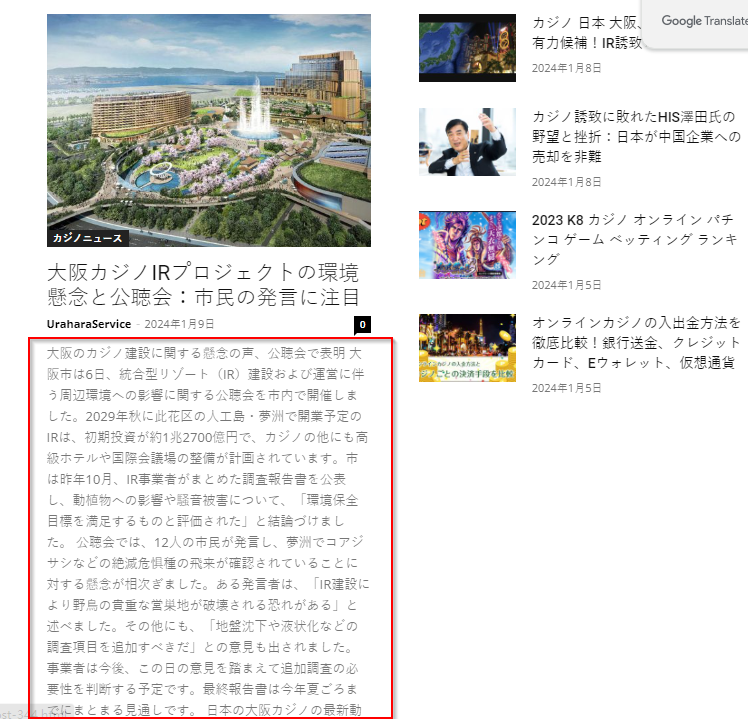 カジノニュース
大阪カジノIRプロジェクトの環境
懸念と公聴会：市民の発言に注目
UraharaService - 2024年1月9日
0
大阪のカジノ建設に関する懸念の声、公聴会で表明 大
阪市は6日、統合型リゾート（IR）建設および運営に伴
う周辺環境への影響に関する公聴会を市内で開催しま
した。2029年秋に此花区の人工島・夢洲で開業予定の
IRは、初期投資が約1兆2700億円で、カジノの他にも高
級ホテルや国際会議場の整備が計画されています。市
は昨年10月、IR事業者がまとめた調査報告書を公表
し、動植物への影響や騒音被害について、「環境保全
目標を満足するものと評価された」と結論づけまし
た。 公聴会では、12人の市民が発言し、夢洲でコアジ
サシなどの絶滅危惧種の飛来が確認されていることに
対する懸念が相次ぎました。ある発言者は、「IR建設に
より野鳥の貴重な営巣地が破壊される恐れがある」と
述べました。その他にも、「地盤沈下や液状化などの
調査項目を追加すべきだ」との意見も出されました。
事業者は今後、この日の意見を踏まえて追加調査の必
要性を判断する予定です。最終報告書は今年夏ごろま
でにまとまる見通しです。 日本の大阪カジノの最新動
カジノ 日本 大阪、
有力候補！IR誘致
2024年1月8日
カジノ誘致に敗れたHIS澤田氏の
野望と挫折：日本が中国企業への
売却を非難
2024年1月8日
2023 K8 カジノ オンライン パチ
ンコ ゲーム ベッティング ランキ
ング
2024年1月5日
オンラインカジノの入出金方法を
徹底比較！銀行送金、クレジット
カード、Eウォレット、仮想通貨
2024年1月5日
Google Translate